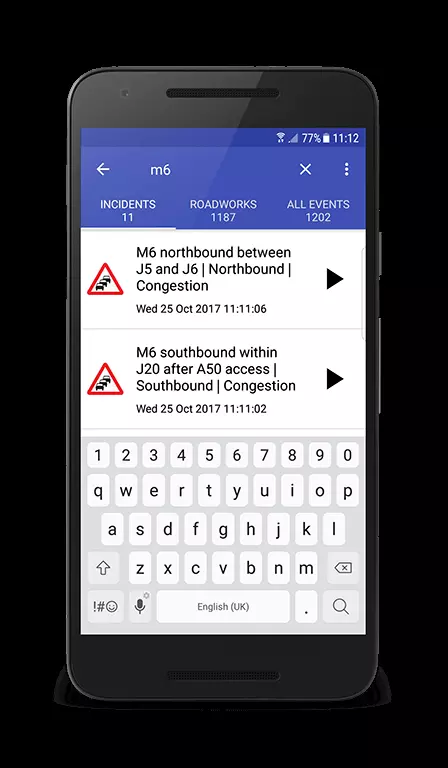 77% 11:12
m6
INCIDENTS ROADWORKS ALL EVENTS
11 1187 1202
M6 northbound between
J5 and J6 | Northbound |
Congestion
Wed 25 Oct 2017 11:11:06
M6 southbound within
J20 after A50 access |
Southbound | Congestion
Wed 25 Oct 2017 11:11:02
1 2 3 4 5 6 7 8 9 0
q w e r t y u i o p
a s d f g h j k l
z x c v b n m
!#☺ English (UK) .